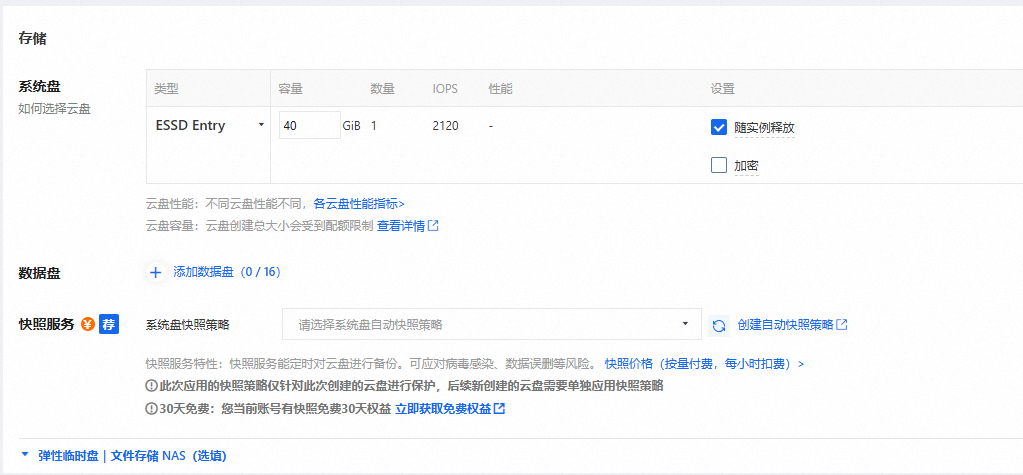 存储
系统盘
如何选择云盘
类型 容量 数量 IOPS 性能 设置
ESSD Entry 40 GiB 1 2120 - 随实例释放
加密
云盘性能：不同云盘性能不同，各云盘性能指标>
云盘容量：云盘创建总大小会受到配额限制 查看详情
数据盘 + 添加数据盘（0 / 16）
快照服务 ¥ 荐 系统盘快照策略 请选择系统盘自动快照策略 创建自动快照策略
快照服务特性：快照服务能定时对云盘进行备份。可应对病毒感染、数据误删等风险。 快照价格（按量付费，每小时扣费）>
此次应用的快照策略仅针对此次创建的云盘进行保护，后续新创建的云盘需要单独应用快照策略
30天免费：您当前账号有快照免费30天权益 立即获取免费权益
弹性临时盘 | 文件存储 NAS（选填）